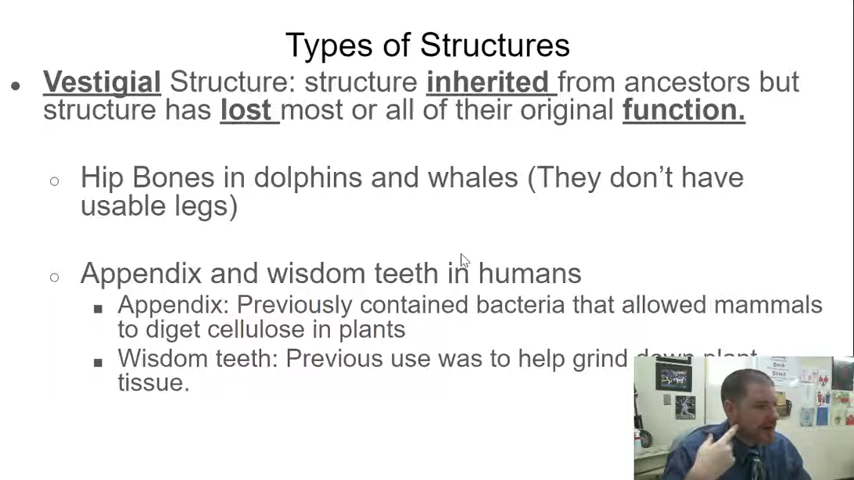 Types of Structures
● Vestigial Structure: structure inherited from ancestors but
structure has lost most or all of their original function.
○ Hip Bones in dolphins and whales (They don’t have
usable legs)
○ Appendix and wisdom teeth in humans
■ Appendix: Previously contained bacteria that allowed mammals
to diget cellulose in plants
■ Wisdom teeth: Previous use was to help grind down plant
tissue.